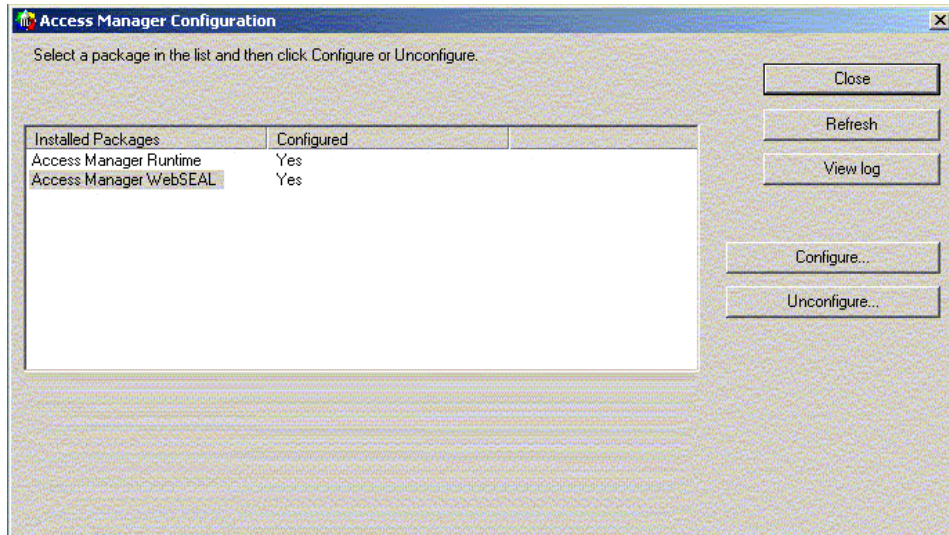 Access Manager Configuration
Select a package in the list and then click Configure or Unconfigure.
Close
Refresh
View log
Installed Packages Configured
Access Manager Runtime Yes
Access Manager WebSEAL Yes
Configure...
Unconfigure...